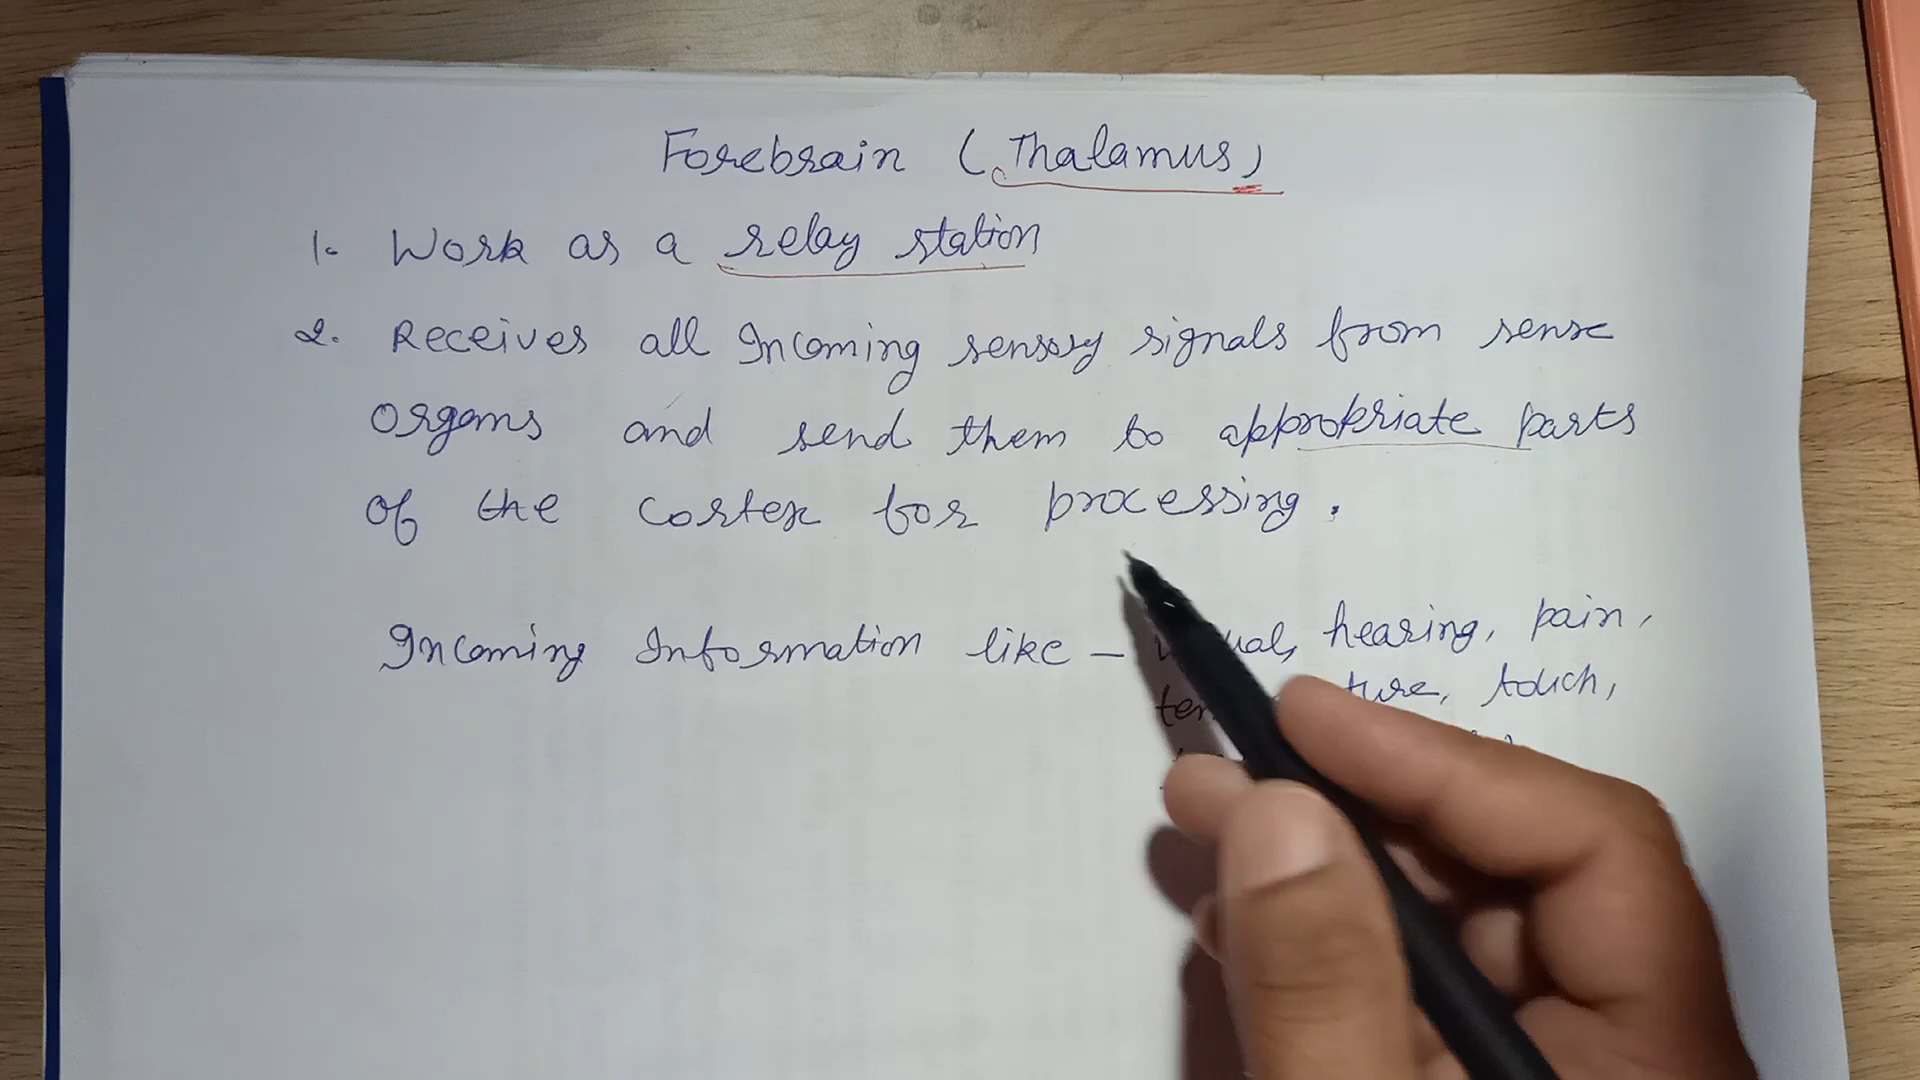 Forebrain (Thalamus)
1. Work as a relay station
2. Receives all Incoming sensory signals from sense
organs and send them to appropriate parts
of the cortex for processing.
Incoming Information like – hearing, pain,
touch,